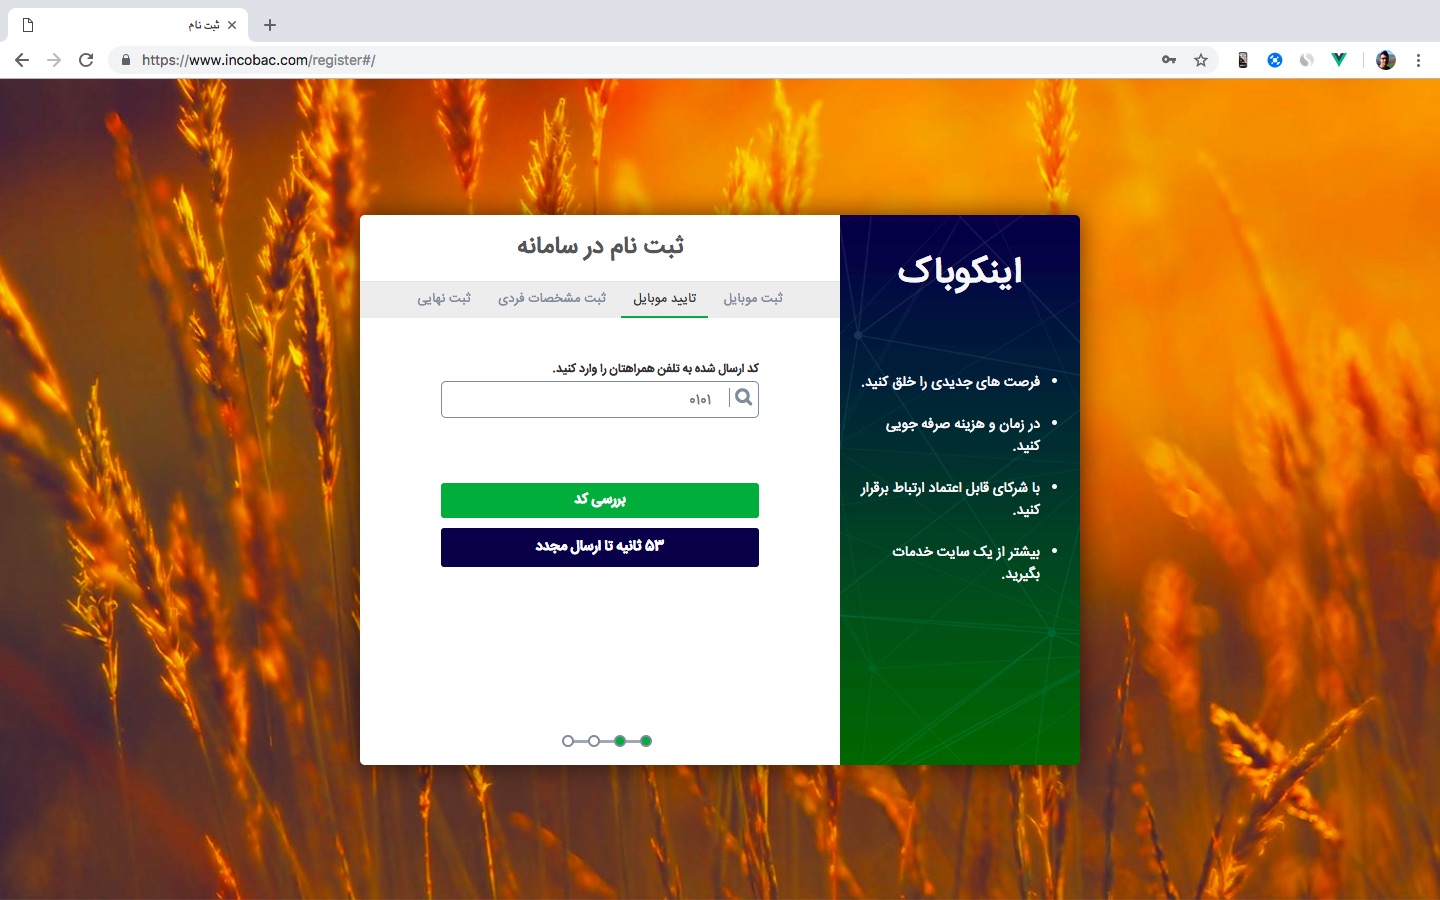 ثبت نام
https://www.incobac.com/register#/
ثبت نام در سامانه
ثبت موبایل
تایید موبایل
ثبت مشخصات فردی
ثبت نهایی
کد ارسال شده به تلفن همراهتان را وارد کنید.
۰۱۰۱
بررسی کد
۵۳ ثانیه تا ارسال مجدد
اینکوباک
فرصت های جدیدی را خلق کنید.
در زمان و هزینه صرفه جویی
کنید.
با شرکای قابل اعتماد ارتباط برقرار
کنید.
بیشتر از یک سایت خدمات
بگیرید.